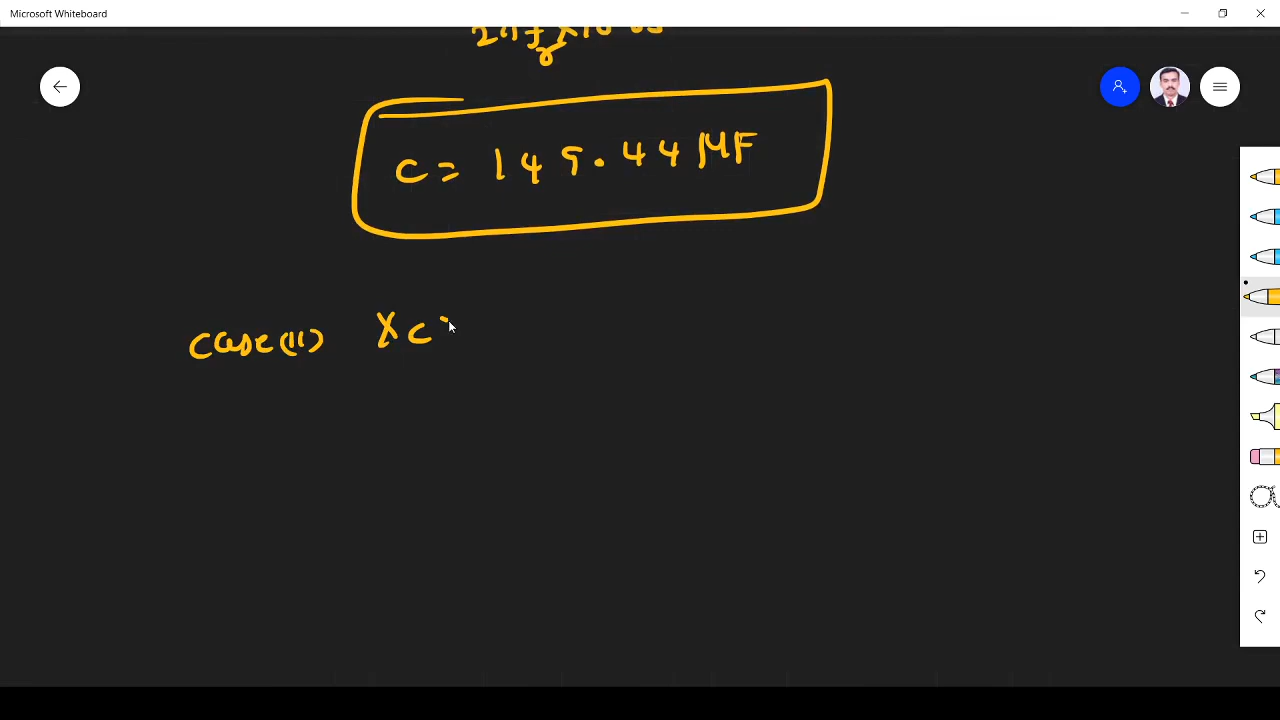 Microsoft Whiteboard
C = 149.44 μF
case(ii) Xc